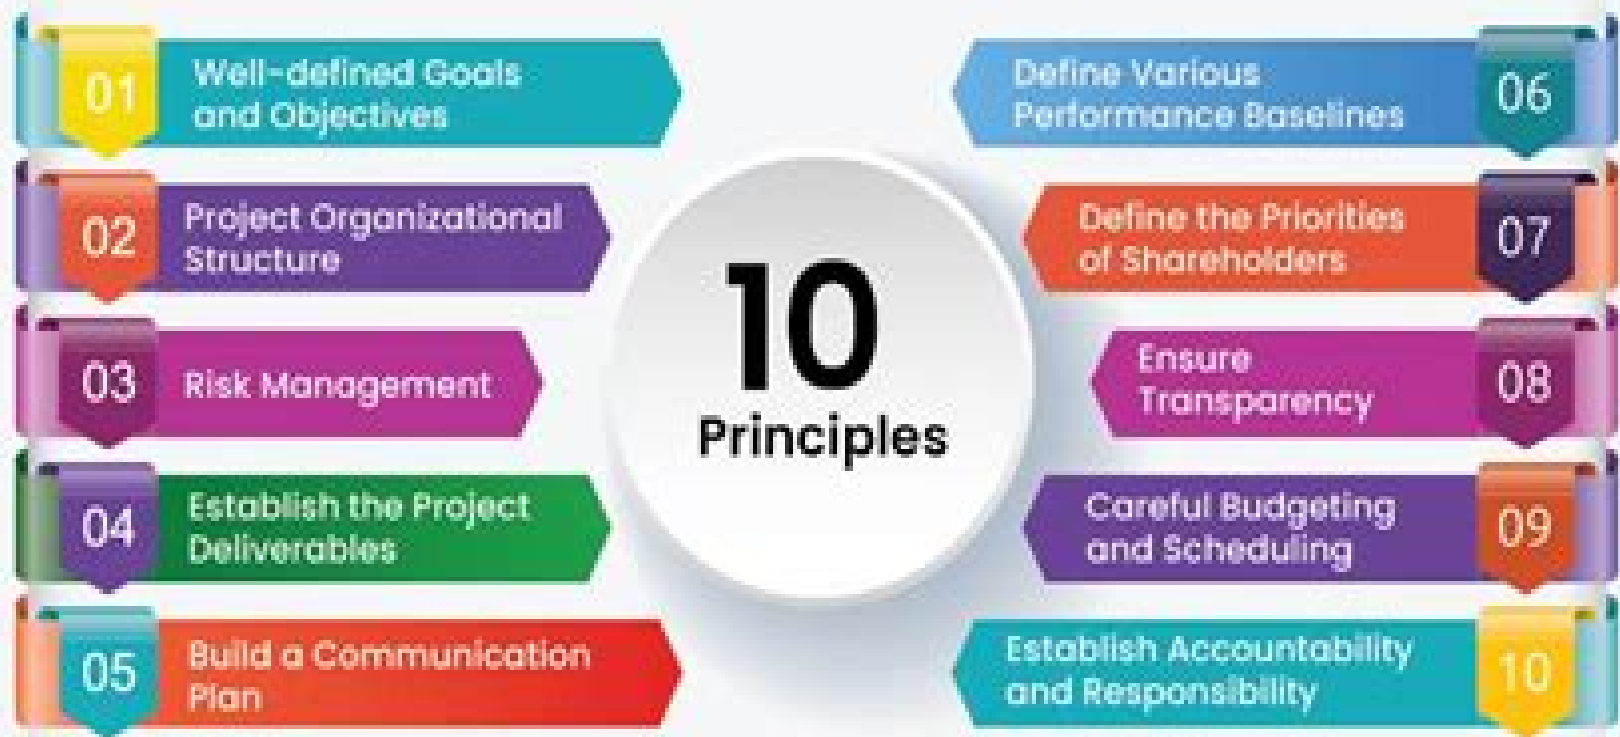 01
Well-defined Goals
and Objectives
02
Project Organizational
Structure
03
Risk Management
04
Establish the Project
Deliverables
05
Build a Communication
Plan
10
Principles
Define Various
Performance Baselines
06
Define the Priorities
of Shareholders
07
Ensure
Transparency
08
Careful Budgeting
and Scheduling
09
Establish Accountability
and Responsibility
10